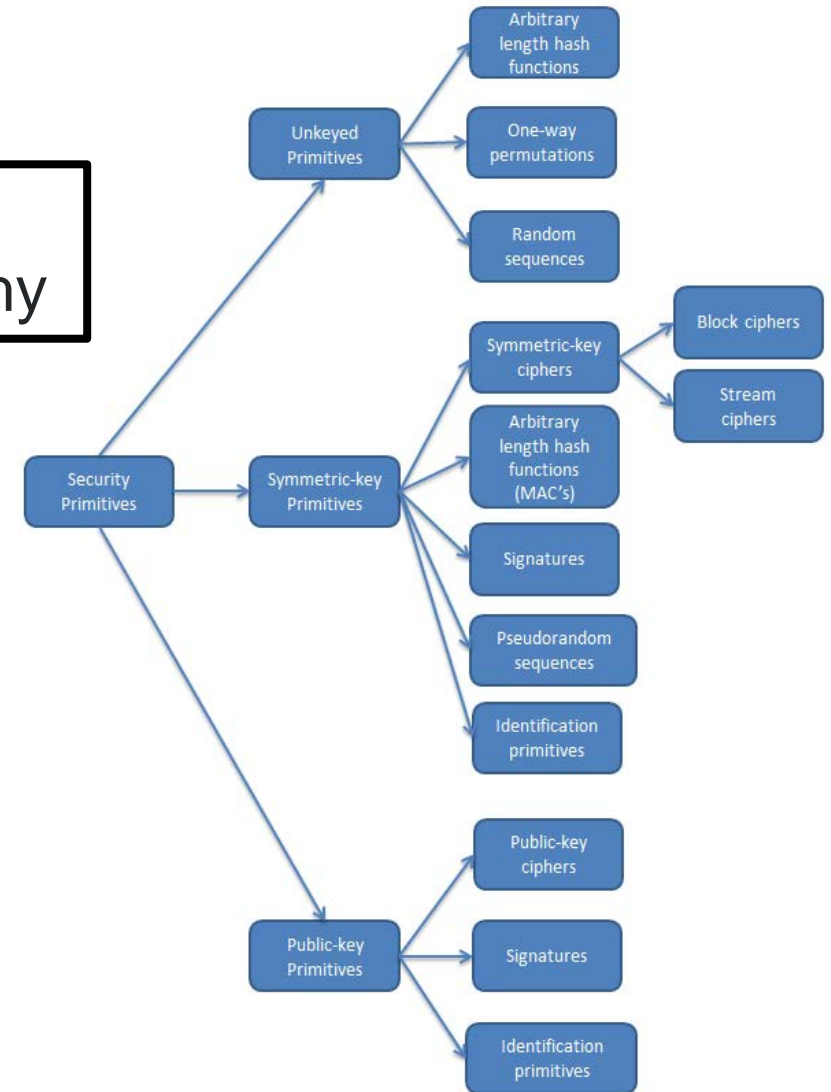 Arbitrary
length hash
functions
Unkeyed
Primitives
One-way
permutations
Random
sequences
Symmetric-key
ciphers
Block ciphers
Stream
ciphers
Arbitrary
length hash
functions
(MAC's)
Security
Primitives
Symmetric-key
Primitives
Signatures
Pseudorandom
sequences
Identification
primitives
Public-key
ciphers
Public-key
Primitives
Signatures
Identification
primitives